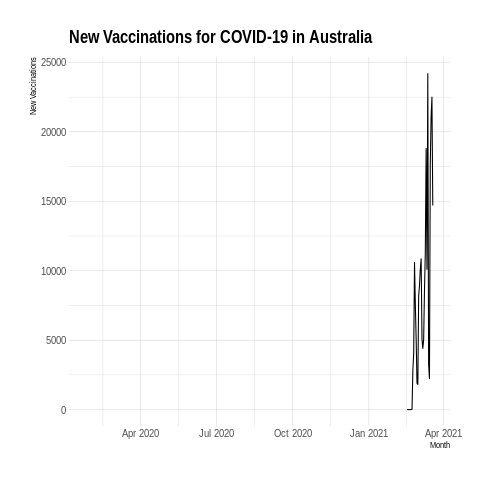 New Vaccinations for COVID-19 in Australia
New Vaccinations
25000
20000
15000
10000
5000
0
Apr 2020 Jul 2020 Oct 2020 Jan 2021 Apr 2021
Month